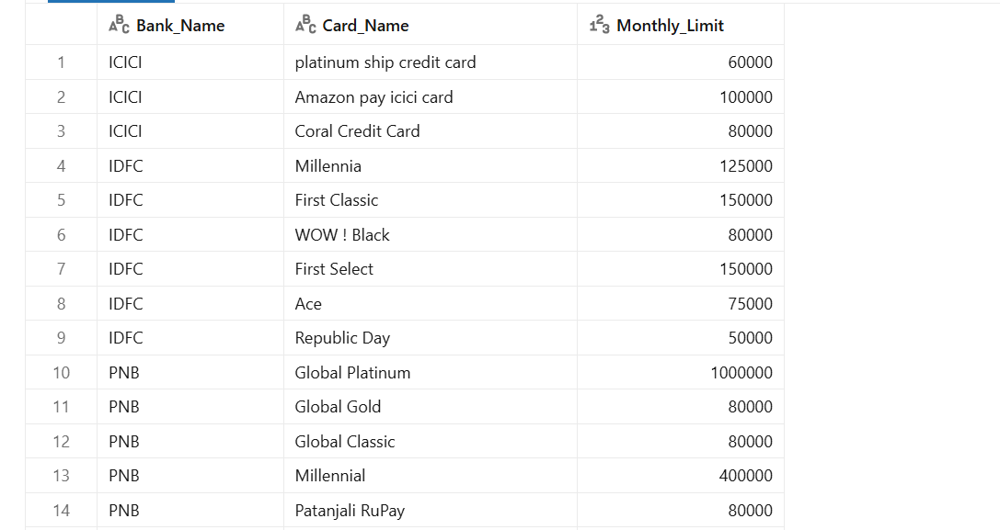 Bank_Name Card_Name Monthly_Limit
1 ICICI platinum ship credit card 60000
2 ICICI Amazon pay icici card 100000
3 ICICI Coral Credit Card 80000
4 IDFC Millennia 125000
5 IDFC First Classic 150000
6 IDFC WOW ! Black 80000
7 IDFC First Select 150000
8 IDFC Ace 75000
9 IDFC Republic Day 50000
10 PNB Global Platinum 1000000
11 PNB Global Gold 80000
12 PNB Global Classic 80000
13 PNB Millennial 400000
14 PNB Patanjali RuPay 80000